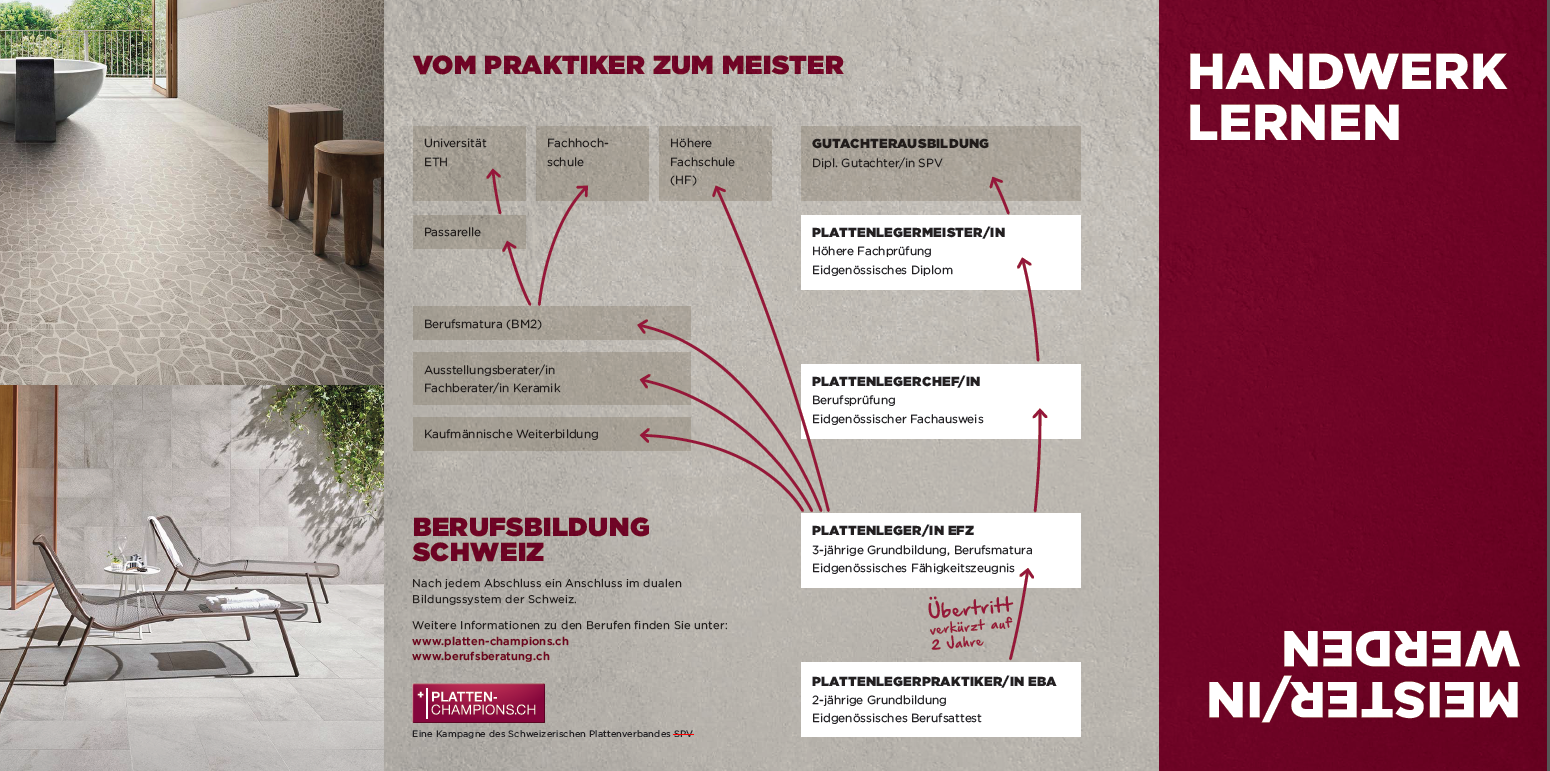 VOM PRAKTIKER ZUM MEISTER
Universität
ETH
Fachhoch-
schule
Höhere
Fachschule
(HF)
Passarelle
Berufsmatura (BM2)
Ausstellungsberater/in
Fachberater/in Keramik
Kaufmännische Weiterbildung
GUTACHTERAUSBILDUNG
Dipl. Gutachter/in SPV
PLATTENLEGERMEISTER/IN
Höhere Fachprüfung
Eidgenössisches Diplom
PLATTENLEGERCHEF/IN
Berufsprüfung
Eidgenössischer Fachausweis
PLATTENLEGER/IN EFZ
3-jährige Grundbildung, Berufsmatura
Eidgenössisches Fähigkeitszeugnis
Übertritt
verkürzt auf
2 Jahre
PLATTENLEGERPRAKTIKER/IN EBA
2-jährige Grundbildung
Eidgenössisches Berufsattest
BERUFSBILDUNG
SCHWEIZ
Nach jedem Abschluss ein Anschluss im dualen
Bildungssystem der Schweiz.
Weitere Informationen zu den Berufen finden Sie unter:
www.platten-champions.ch
www.berufsberatung.ch
PLATTEN-
CHAMPIONS.CH
Eine Kampagne des Schweizerischen Plattenverbandes SPV
HANDWERK
LERNEN
MEISTER/IN
WERDEN